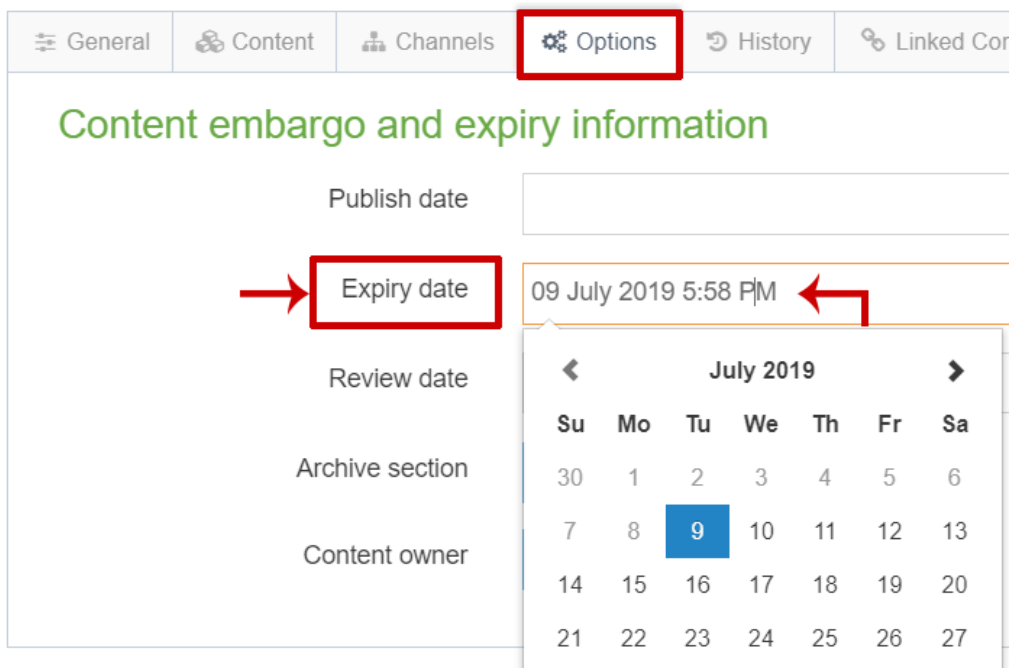 General Content Channels Options History Linked Cor
Content embargo and expiry information
Publish date
Expiry date 09 July 2019 5:58 PM
Review date
July 2019
Su Mo Tu We Th Fr Sa
Archive section
30 1 2 3 4 5 6
7 8 9 10 11 12 13
Content owner
14 15 16 17 18 19 20
21 22 23 24 25 26 27